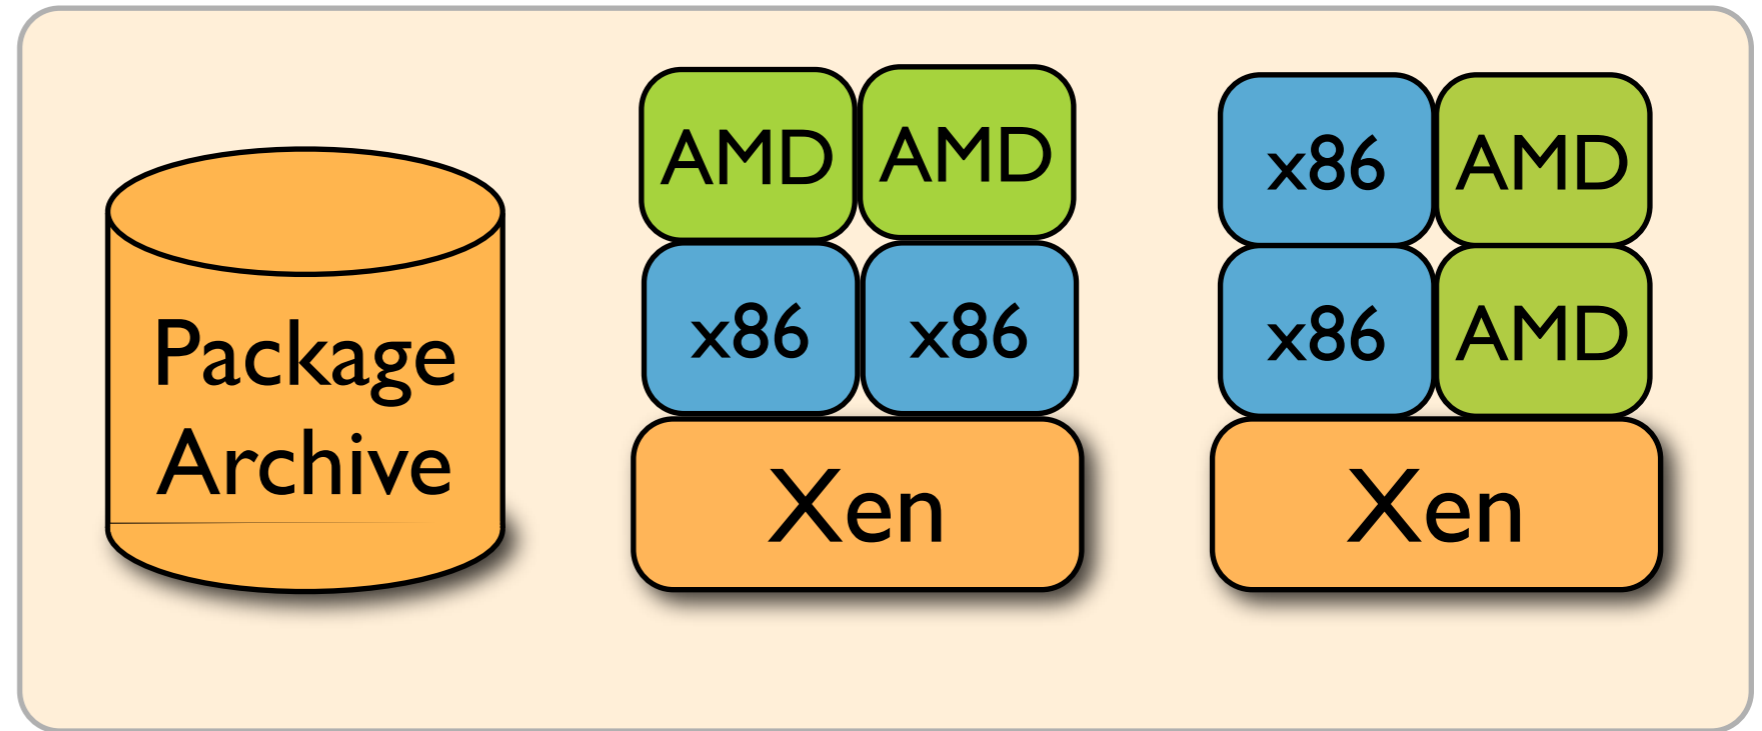 Package
Archive
AMD AMD
x86 x86
Xen
x86 AMD
x86 AMD
Xen